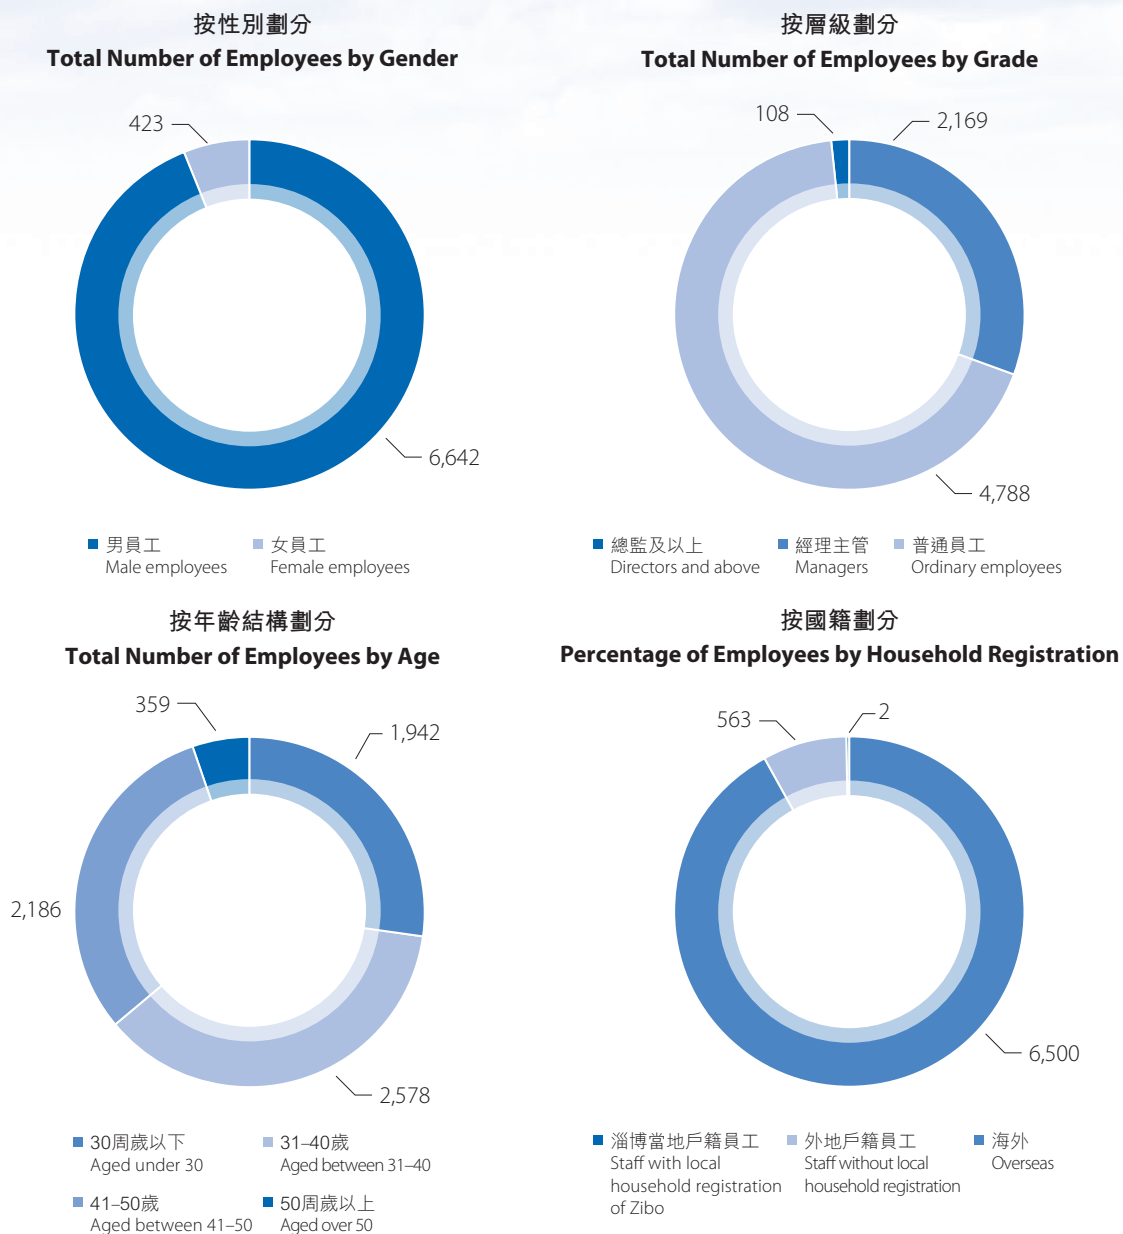 按性別劃分
Total Number of Employees by Gender
423
6,642
男員工
Male employees
女員工
Female employees
按層級劃分
Total Number of Employees by Grade
108
2,169
4,788
總監及以上
Directors and above
經理主管
Managers
普通員工
Ordinary employees
按年齡結構劃分
Total Number of Employees by Age
359
1,942
2,186
2,578
30周歲以下
Aged under 30
31–40歲
Aged between 31–40
41–50歲
Aged between 41–50
50周歲以上
Aged over 50
按國籍劃分
Percentage of Employees by Household Registration
563
2
6,500
淄博當地戶籍員工
Staff with local
household registration
of Zibo
外地戶籍員工
Staff without local
household registration
海外
Overseas